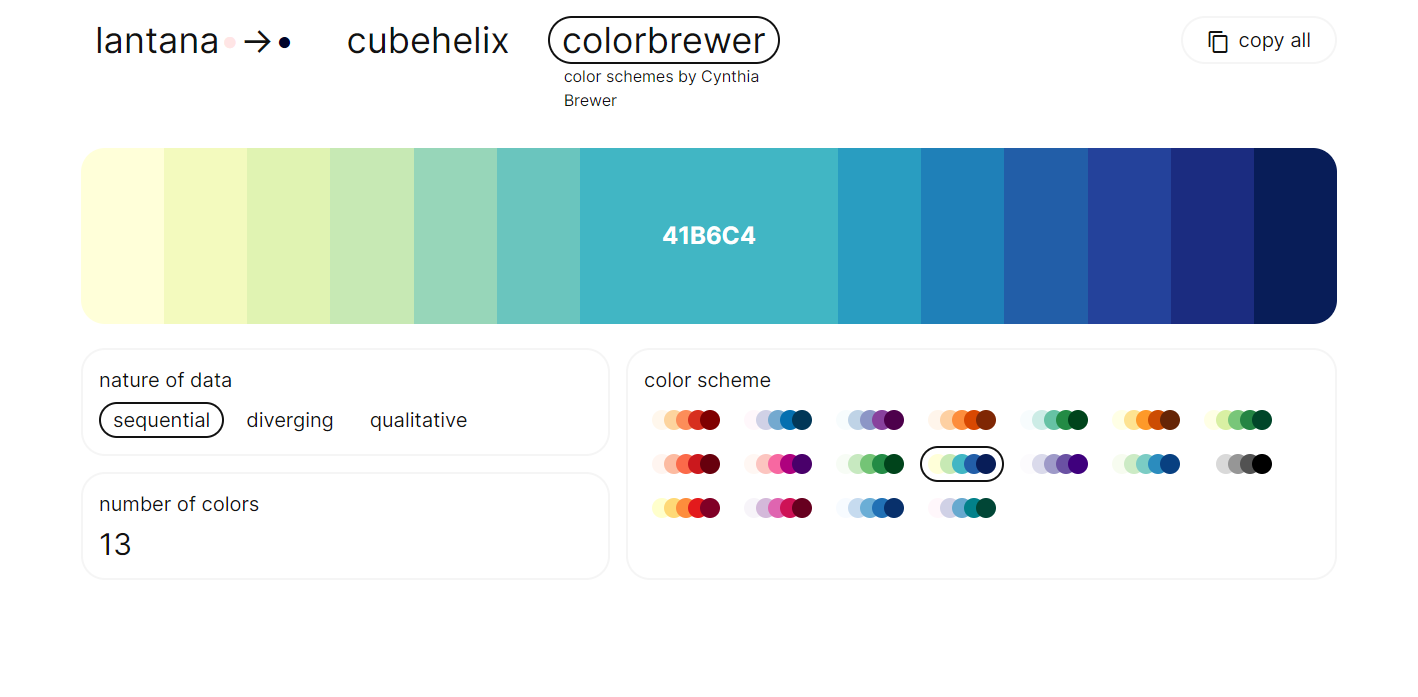 lantana → cubehelix colorbrewer copy all
color schemes by Cynthia
Brewer
41B6C4
nature of data
sequential diverging qualitative
number of colors
13
color scheme